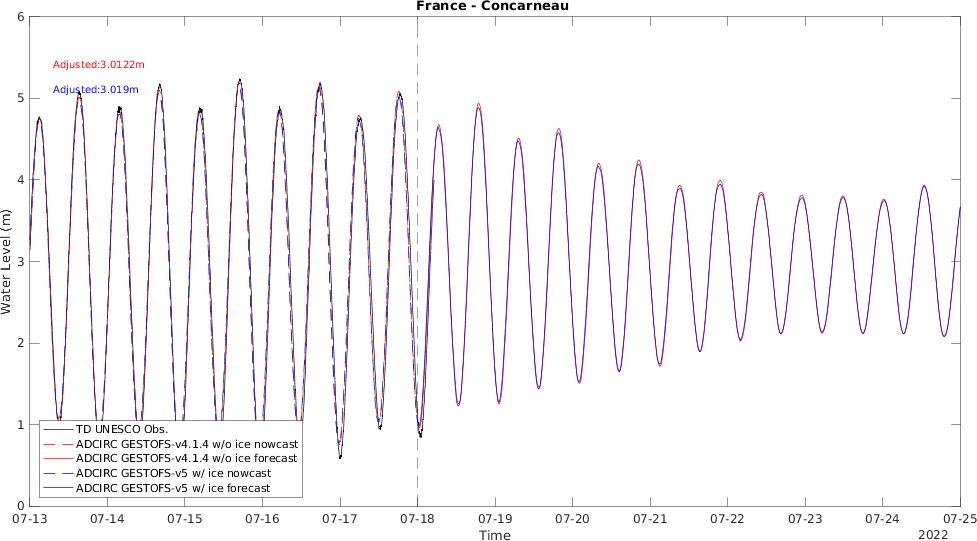 France - Concarneau
6
Adjusted:3.0122m
Adjusted:3.019m
5
4
3
2
1
0
Water Level (m)
TD UNESCO Obs.
ADCIRC GESTOFS-v4.1.4 w/o ice nowcast
ADCIRC GESTOFS-v4.1.4 w/o ice forecast
ADCIRC GESTOFS-v5 w/ ice nowcast
ADCIRC GESTOFS-v5 w/ ice forecast
07-13 07-14 07-15 07-16 07-17 07-18 07-19 07-20 07-21 07-22 07-23 07-24 07-25
Time
2022